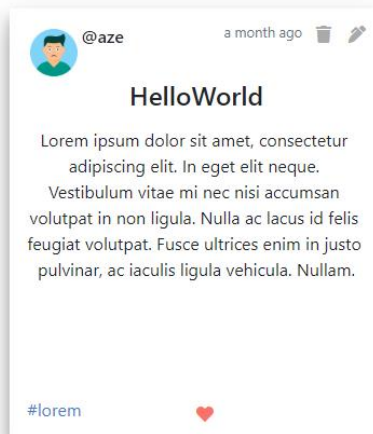 @aze
a month ago
HelloWorld
Lorem ipsum dolor sit amet, consectetur
adipiscing elit. In eget elit neque.
Vestibulum vitae mi nec nisi accumsan
volutpat in non ligula. Nulla ac lacus id felis
feugiat volutpat. Fusce ultrices enim in justo
pulvinar, ac iaculis ligula vehicula. Nullam.
#lorem